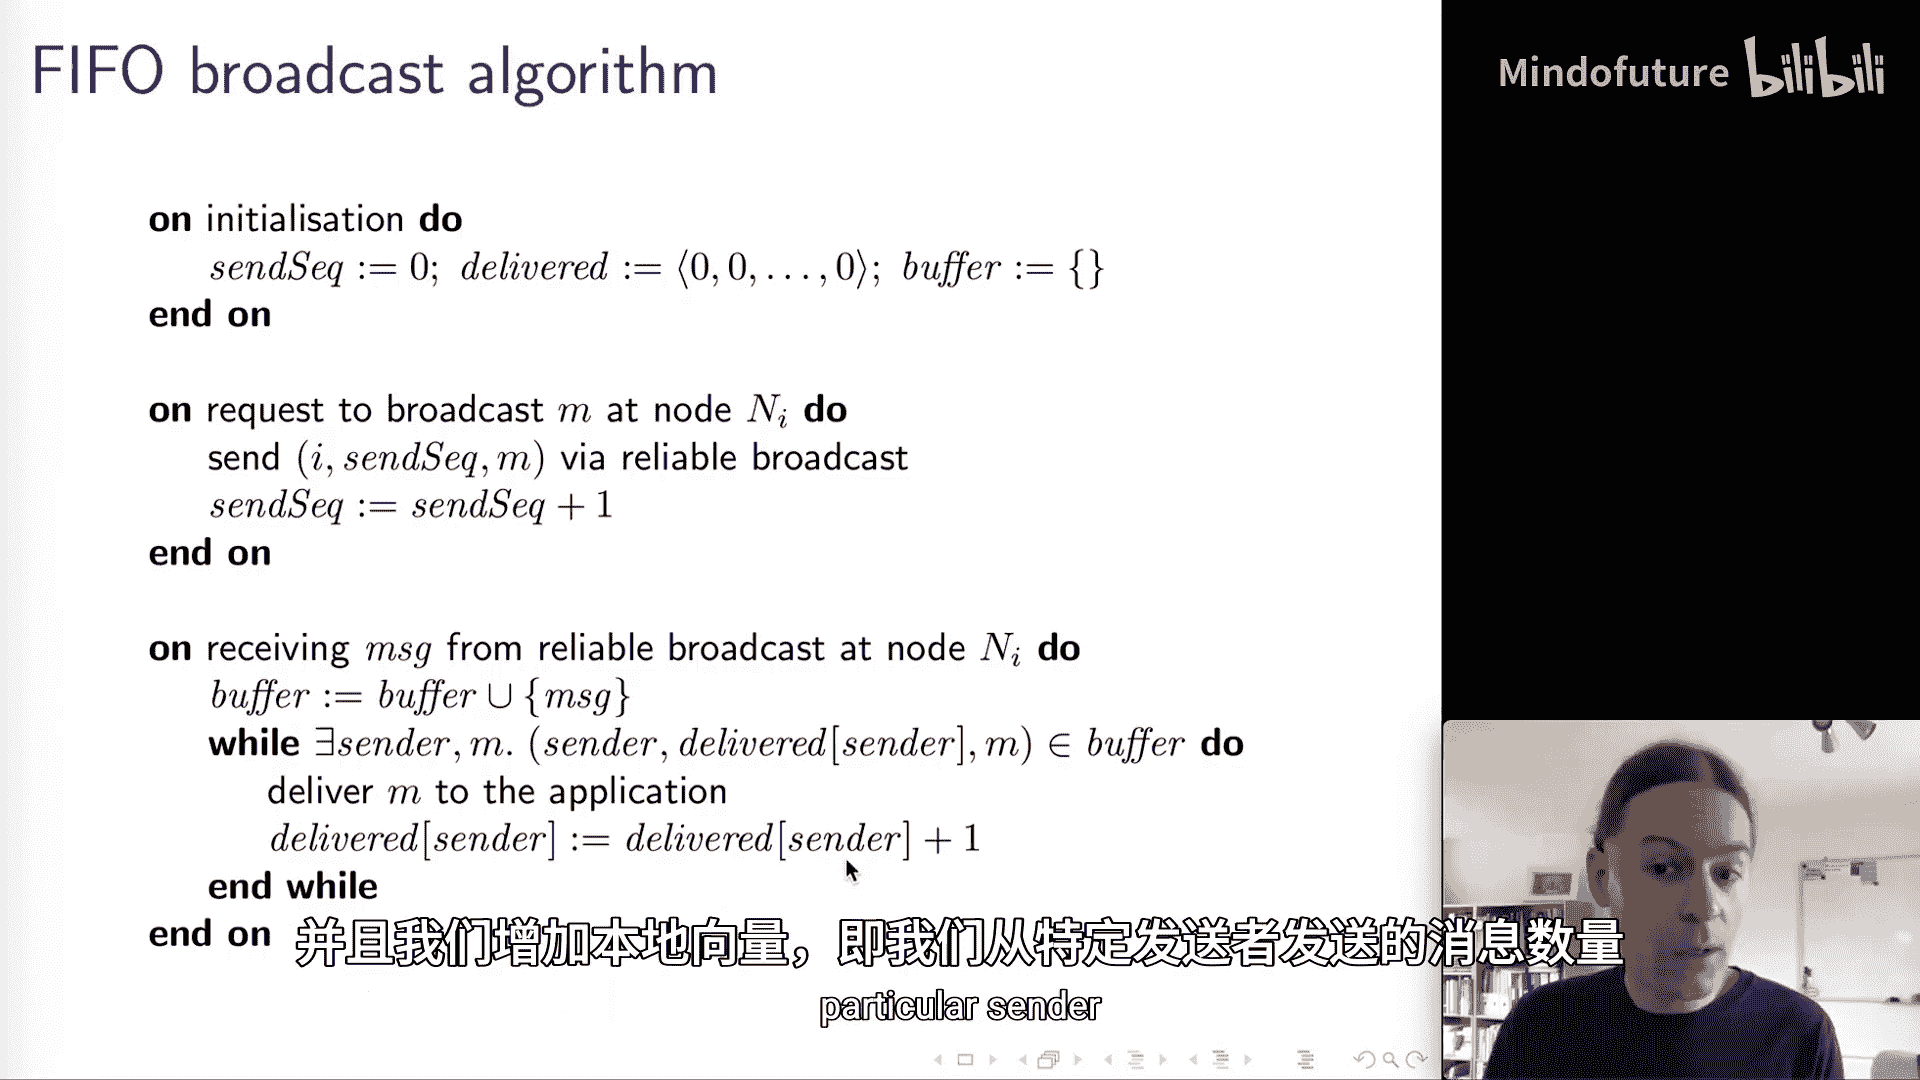 FIFO broadcast algorithm
Mindofuture bilibili
on initialisation do
sendSeq := 0; delivered := ⟨0, 0, . . . , 0⟩; buffer := {}
end on
on request to broadcast m at node Nᵢ do
send (i, sendSeq, m) via reliable broadcast
sendSeq := sendSeq + 1
end on
on receiving msg from reliable broadcast at node Nᵢ do
buffer := buffer ∪ {msg}
while ∃sender, m. (sender, delivered[sender], m) ∈ buffer do
deliver m to the application
delivered[sender] := delivered[sender] + 1
end while
end on
并且我们增加本地向量，即我们从特定发送者发送的消息数量
particular sender